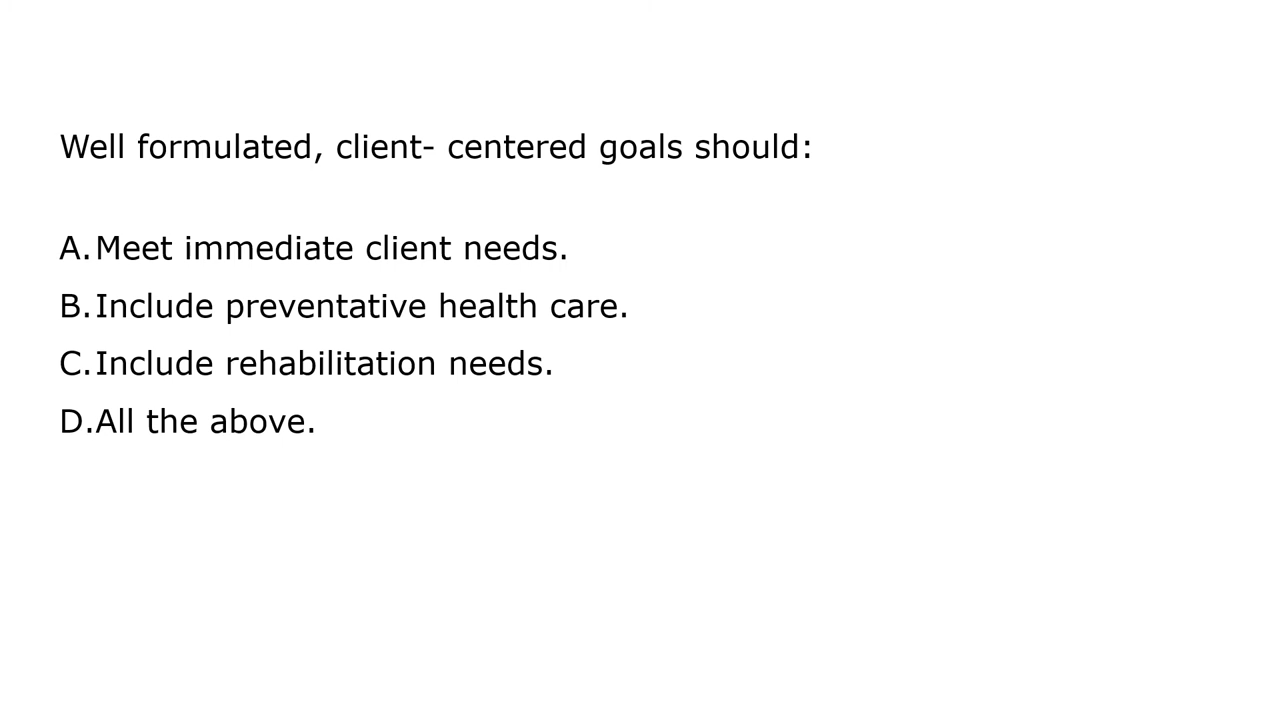 Well formulated, client- centered goals should:
A. Meet immediate client needs.
B. Include preventative health care.
C. Include rehabilitation needs.
D. All the above.